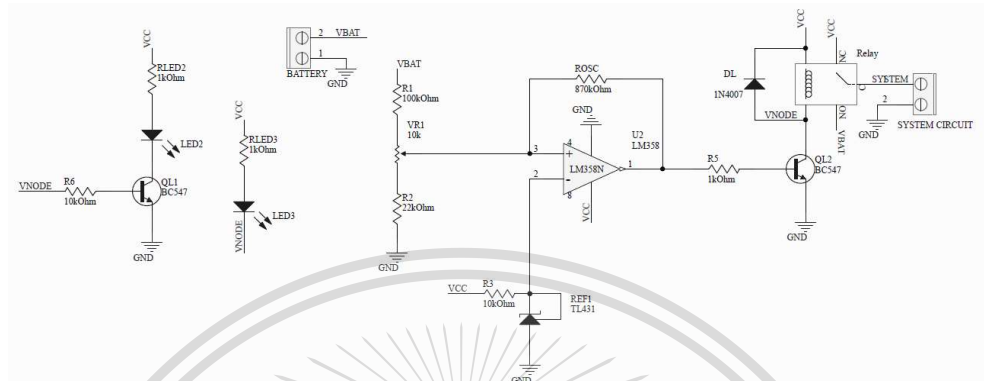 VCC
RLED2
1kOhm
LED2
VNODE
R6
10kOhm
QL1
BC547
GND
VCC
RLED3
1kOhm
LED3
VNODE
2
VBAT
1
BATTERY
GND
VBAT
R1
100kOhm
VR1
10k
R2
22kOhm
GND
ROSC
870kOhm
GND
U2
LM358
3
4
+
LM358N
1
2
-
8
VCC
VCC
R3
10kOhm
REF1
TL431
GND
R5
1kOhm
QL2
BC547
GND
VCC
VCC
DL
1N4007
VNODE
NC
Relay
C
NO
VBAT
SYSTEM
1
2
GND
SYSTEM CIRCUIT